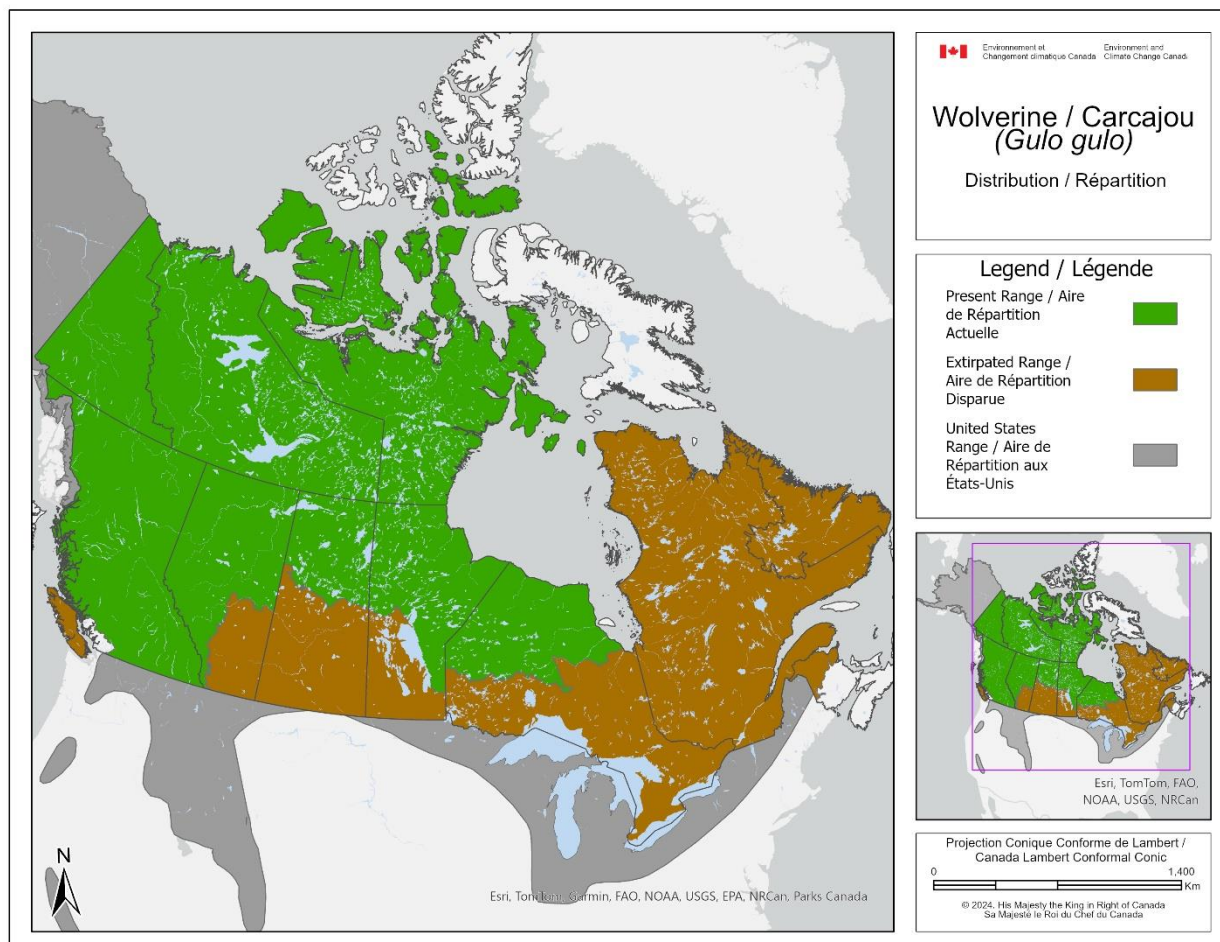 Environnement et
Changement climatique Canada
Environment and
Climate Change Canada
Wolverine / Carcajou
(Gulo gulo)
Distribution / Répartition
Legend / Légende
Present Range / Aire
de Répartition
Actuelle
Extirpated Range /
Aire de Répartition
Disparue
United States
Range / Aire de
Répartition aux
États-Unis
Esri, TomTom, FAO,
NOAA, USGS, NRCan
N
Esri, TomTom, Garmin, FAO, NOAA, USGS, EPA, NRCan, Parks Canada
Projection Conique Conforme de Lambert /
Canada Lambert Conformal Conic
0 1,400
Km
© 2024, His Majesty the King in Right of Canada
Sa Majesté le Roi du Chef du Canada